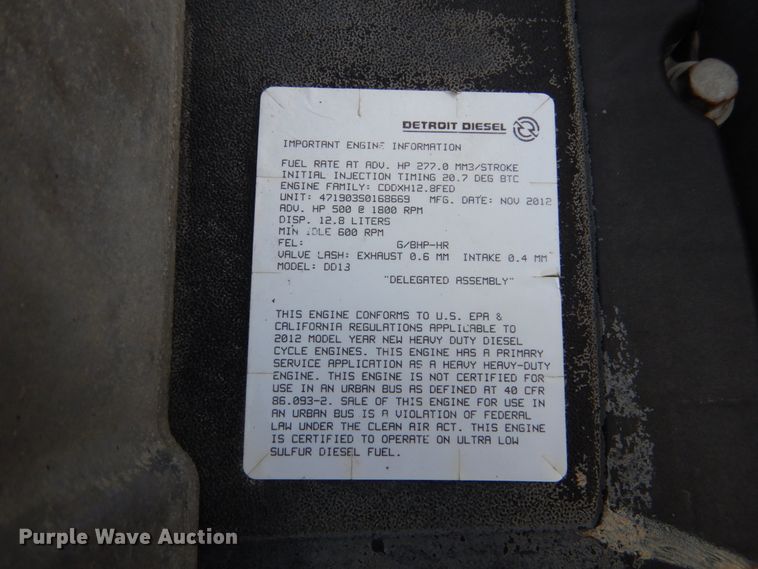 DETROIT DIESEL
IMPORTANT ENGINE INFORMATION
FUEL RATE AT ADV. HP 277.0 MM3/STROKE
INITIAL INJECTION TIMING 20.7 DEG BTC
ENGINE FAMILY: CDDXH12.8FED
UNIT: 471903S0168669 MFG. DATE: NOV 2012
ADV. HP 500 @ 1800 RPM
DISP. 12.8 LITERS
MIN IDLE 600 RPM
FEL: G/BHP-HR
VALVE LASH: EXHAUST 0.6 MM INTAKE 0.4 MM
MODEL: DD13
"DELEGATED ASSEMBLY"
THIS ENGINE CONFORMS TO U.S. EPA &
CALIFORNIA REGULATIONS APPLICABLE TO
2012 MODEL YEAR NEW HEAVY DUTY DIESEL
CYCLE ENGINES. THIS ENGINE HAS A PRIMARY
SERVICE APPLICATION AS A HEAVY HEAVY-DUTY
ENGINE. THIS ENGINE IS NOT CERTIFIED FOR
USE IN AN URBAN BUS AS DEFINED AT 40 CFR
86.093-2. SALE OF THIS ENGINE FOR USE IN
AN URBAN BUS IS A VIOLATION OF FEDERAL
LAW UNDER THE CLEAN AIR ACT. THIS ENGINE
IS CERTIFIED TO OPERATE ON ULTRA LOW
SULFUR DIESEL FUEL.
Purple Wave Auction